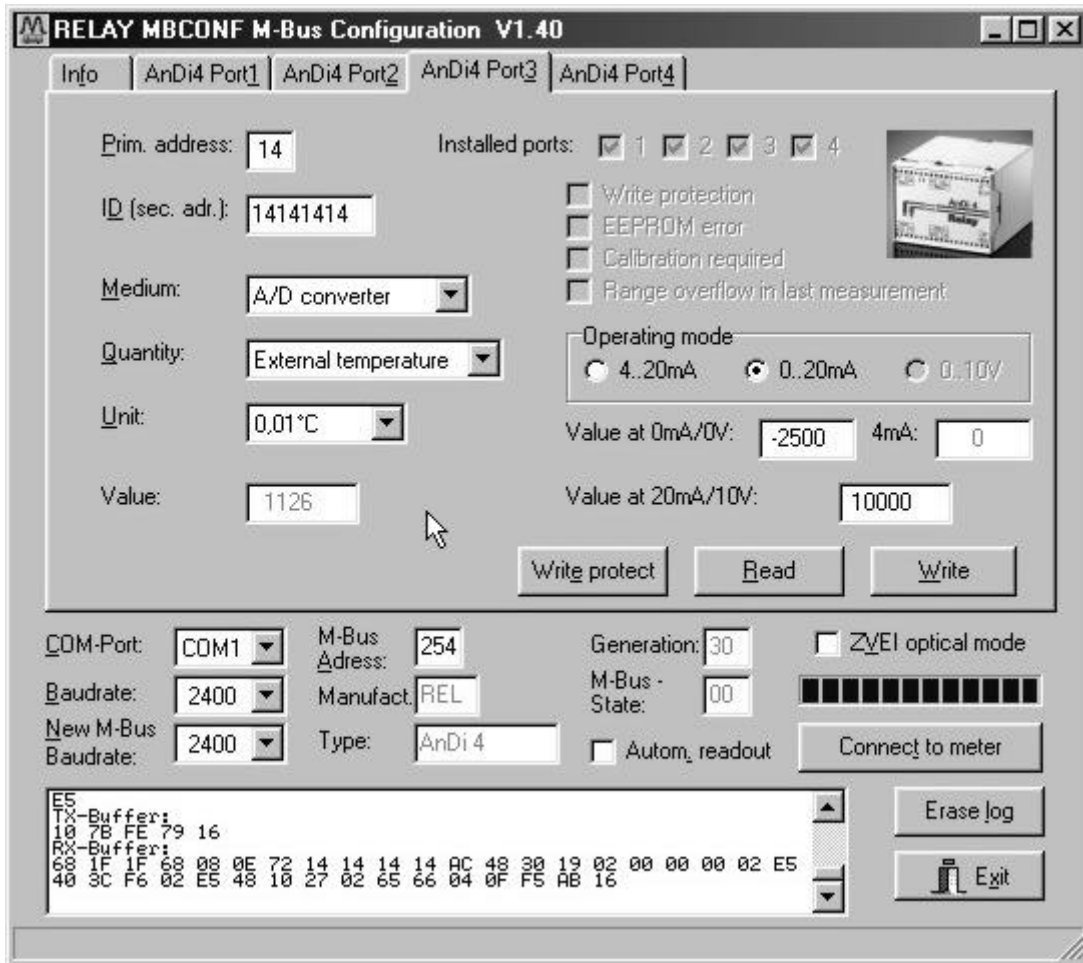 RELAY MBCONF M-Bus Configuration V1.40
Info AnDi4 Port1 AnDi4 Port2 AnDi4 Port3 AnDi4 Port4
Prim. address: 14 Installed ports: 1 2 3 4
ID (sec. adr.): 14141414
Write protection
EEPROM error
Calibration required
Range overflow in last measurement
AnDi 4
Relay
Medium: A/D converter
Quantity: External temperature
Operating mode
4..20mA 0..20mA 0..10V
Unit: 0,01°C
Value at 0mA/0V: -2500 4mA: 0
Value: 1126
Value at 20mA/10V: 10000
Write protect Read Write
COM-Port: COM1 M-Bus Adress: 254 Generation: 30 ZVEI optical mode
Baudrate: 2400 Manufact. REL M-Bus - State: 00
New M-Bus Baudrate: 2400 Type: AnDi 4 Autom. readout Connect to meter
E5
TX-Buffer:
10 7B FE 79 16
RX-Buffer:
68 1F 1F 68 08 0E 72 14 14 14 14 AC 48 30 19 02 00 00 00 02 E5
40 3C F6 02 E5 48 10 27 02 65 66 04 0F F5 AB 16
Erase log
Exit